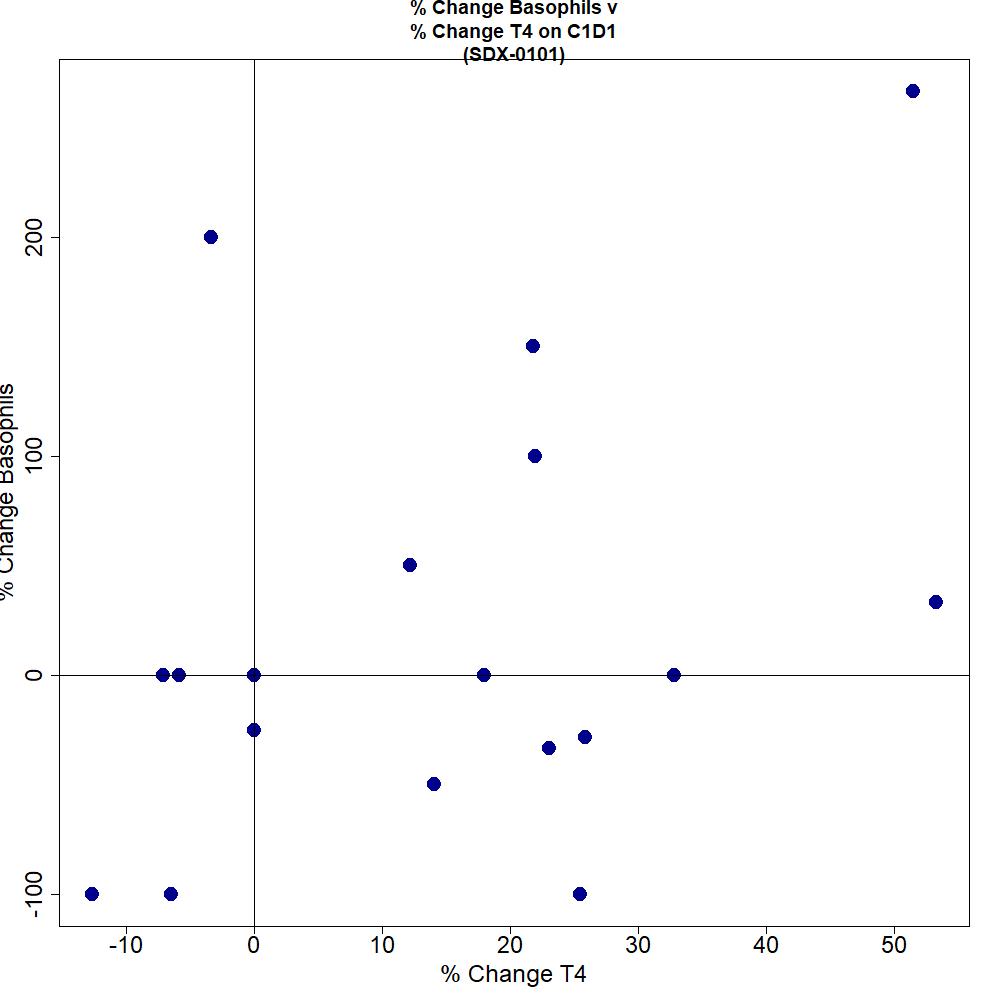 % Change Basophils v
% Change T4 on C1D1
(SDX-0101)
200
100
0
-100
% Change Basophils
-10 0 10 20 30 40 50
% Change T4